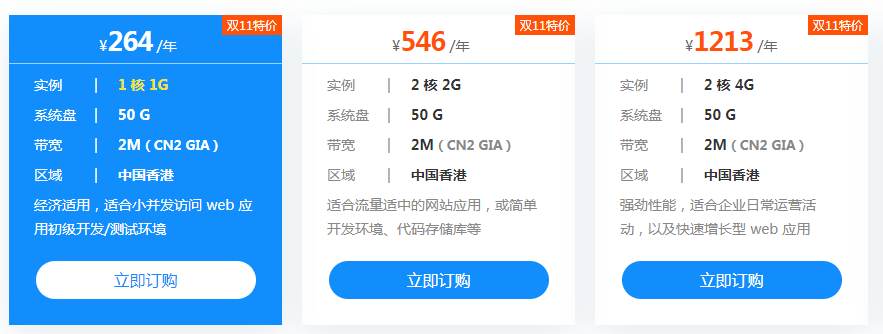 双11特价
¥264 /年
实例 | 1 核 1G
系统盘 | 50 G
带宽 | 2M ( CN2 GIA )
区域 | 中国香港
经济适用，适合小并发访问 web 应
用初级开发/测试环境
立即订购
双11特价
¥546 /年
实例 | 2 核 2G
系统盘 | 50 G
带宽 | 2M ( CN2 GIA )
区域 | 中国香港
适合流量适中的网站应用，或简单
开发环境、代码存储库等
立即订购
双11特价
¥1213 /年
实例 | 2 核 4G
系统盘 | 50 G
带宽 | 2M ( CN2 GIA )
区域 | 中国香港
强劲性能，适合企业日常运营活
动，以及快速增长型 web 应用
立即订购